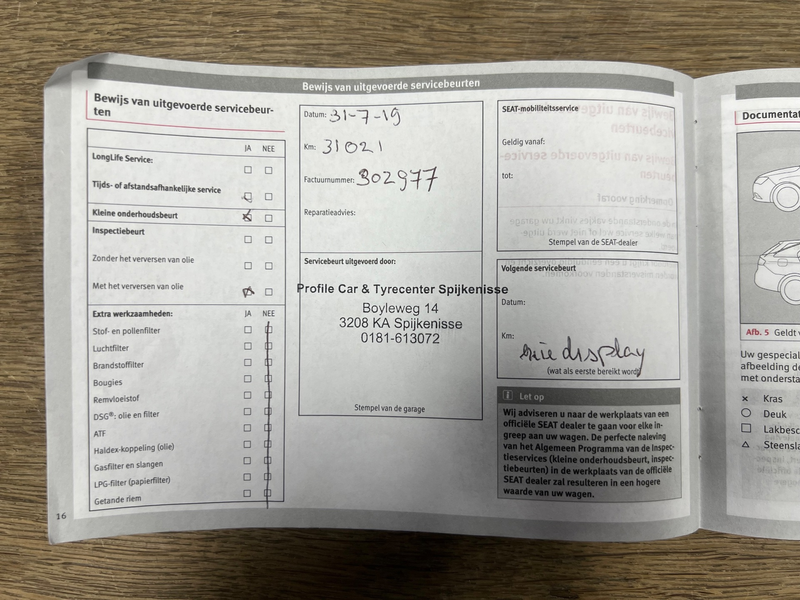 Bewijs van uitgevoerde servicebeurten
Bewijs van uitgevoerde servicebeur-
ten
JA NEE
LongLife Service:
Tijds- of afstandsafhankelijke service
Kleine onderhoudsbeurt
Inspectiebeurt
Zonder het verversen van olie
Met het verversen van olie
Extra werkzaamheden: JA NEE
Stof- en pollenfilter
Luchtfilter
Brandstoffilter
Bougies
Remvloeistof
DSG®: olie en filter
ATF
Haldex-koppeling (olie)
Gasfilter en slangen
LPG-filter (papierfilter)
Getande riem
16
Datum: 31-7-19
Km: 31021
Factuurnummer: 302977
Reparatieadvies:
Servicebeurt uitgevoerd door:
Profile Car & Tyrecenter Spijkenisse
Boyleweg 14
3208 KA Spijkenisse
0181-613072
Stempel van de garage
SEAT-mobiliteitsservice
Geldig vanaf:
tot:
Stempel van de SEAT-dealer
Volgende servicebeurt
Datum:
Km:
zie display
(wat als eerste bereikt wordt)
Let op
Wij adviseren u naar de werkplaats van een
officiële SEAT dealer te gaan voor elke in-
greep aan uw wagen. De perfecte naleving
van het Algemeen Programma van de Inspec-
tieservices (kleine onderhoudsbeurt, inspec-
tiebeurten) in de werkplaats van de officiële
SEAT dealer zal resulteren in een hogere
waarde van uw wagen.
Documentat
Afb. 5 Geldt v
Uw gespecial
afbeelding de
met ondersta
Kras
Deuk
Lakbesc
Steensla